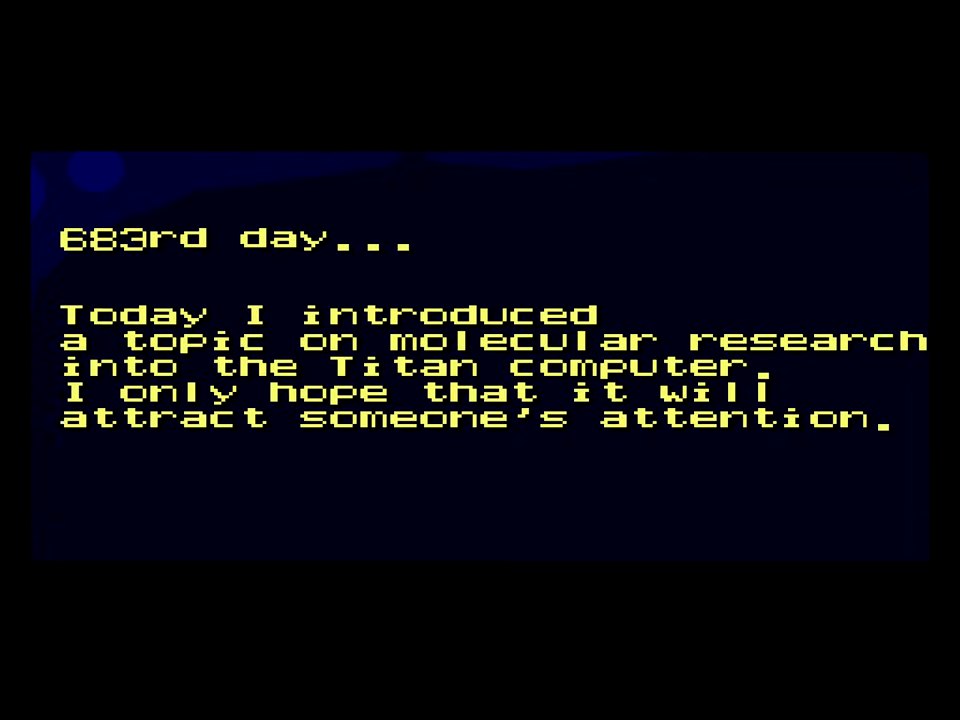 683rd day...
Today I introduced
a topic on molecular research
into the Titan computer.
I only hope that it will
attract someone's attention.